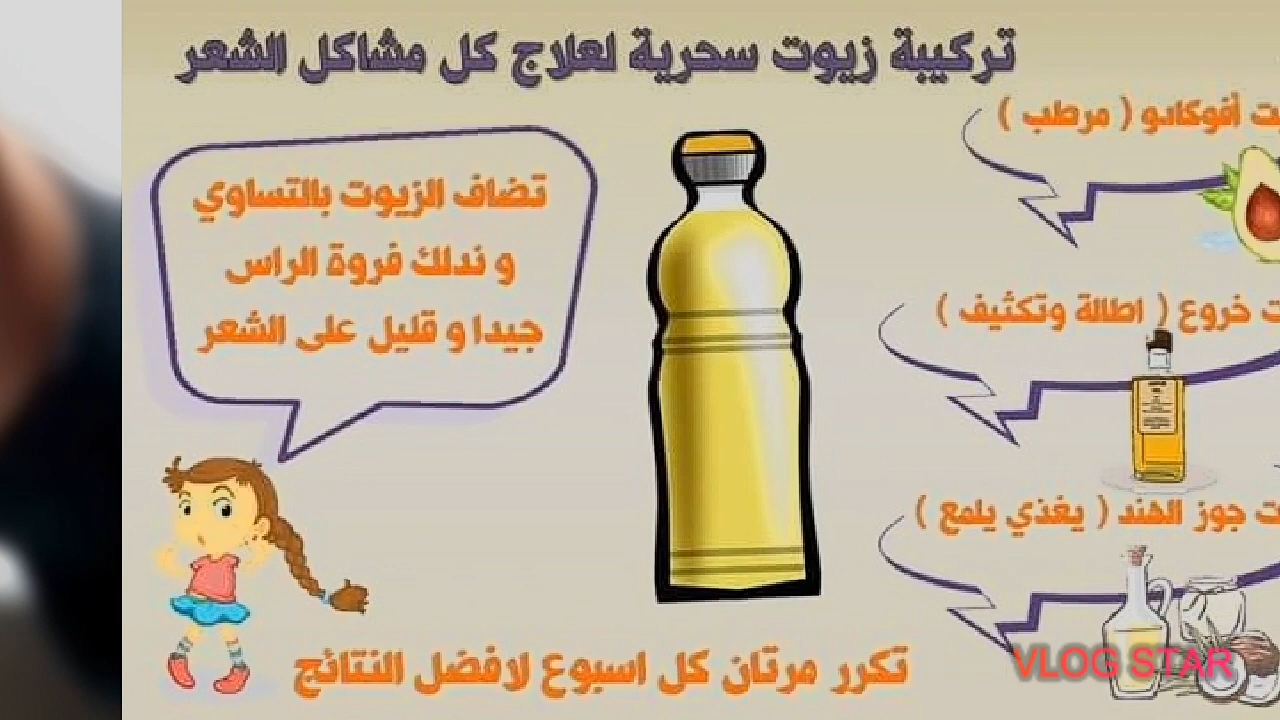 تركيبة زيوت سحرية لعلاج كل مشاكل الشعر
أفوكادو ( مرطب )
تضاف الزيوت بالتساوي
و ندلك فروة الراس
جيدا و قليل على الشعر
خروع ( اطالة وتكثيف )
جوز الهند ( يغذي يلمع )
تكرر مرتان كل اسبوع لافضل النتائج
VLOG STAR